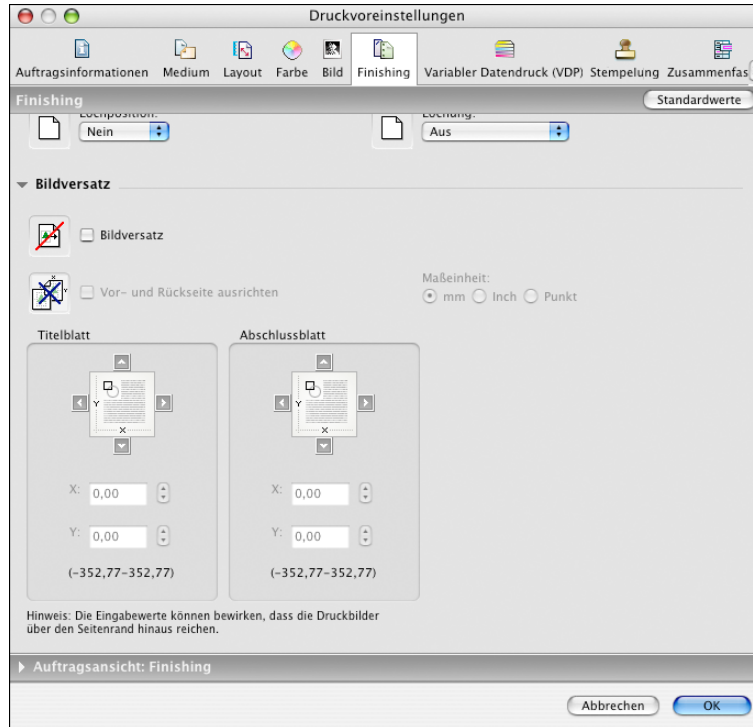 Druckvoreinstellungen
Auftragsinformationen Medium Layout Farbe Bild Finishing Variabler Datendruck (VDP) Stempelung Zusammenfas
Finishing Standardwerte
Lochposition: Lochung:
Nein Aus
Bildversatz
Bildversatz
Maßeinheit:
Vor- und Rückseite ausrichten mm Inch Punkt
Titelblatt Abschlussblatt
Y Y
X X
X: 0,00 X: 0,00
Y: 0,00 Y: 0,00
(-352,77-352,77) (-352,77-352,77)
Hinweis: Die Eingabewerte können bewirken, dass die Druckbilder
über den Seitenrand hinaus reichen.
Auftragsansicht: Finishing
Abbrechen OK